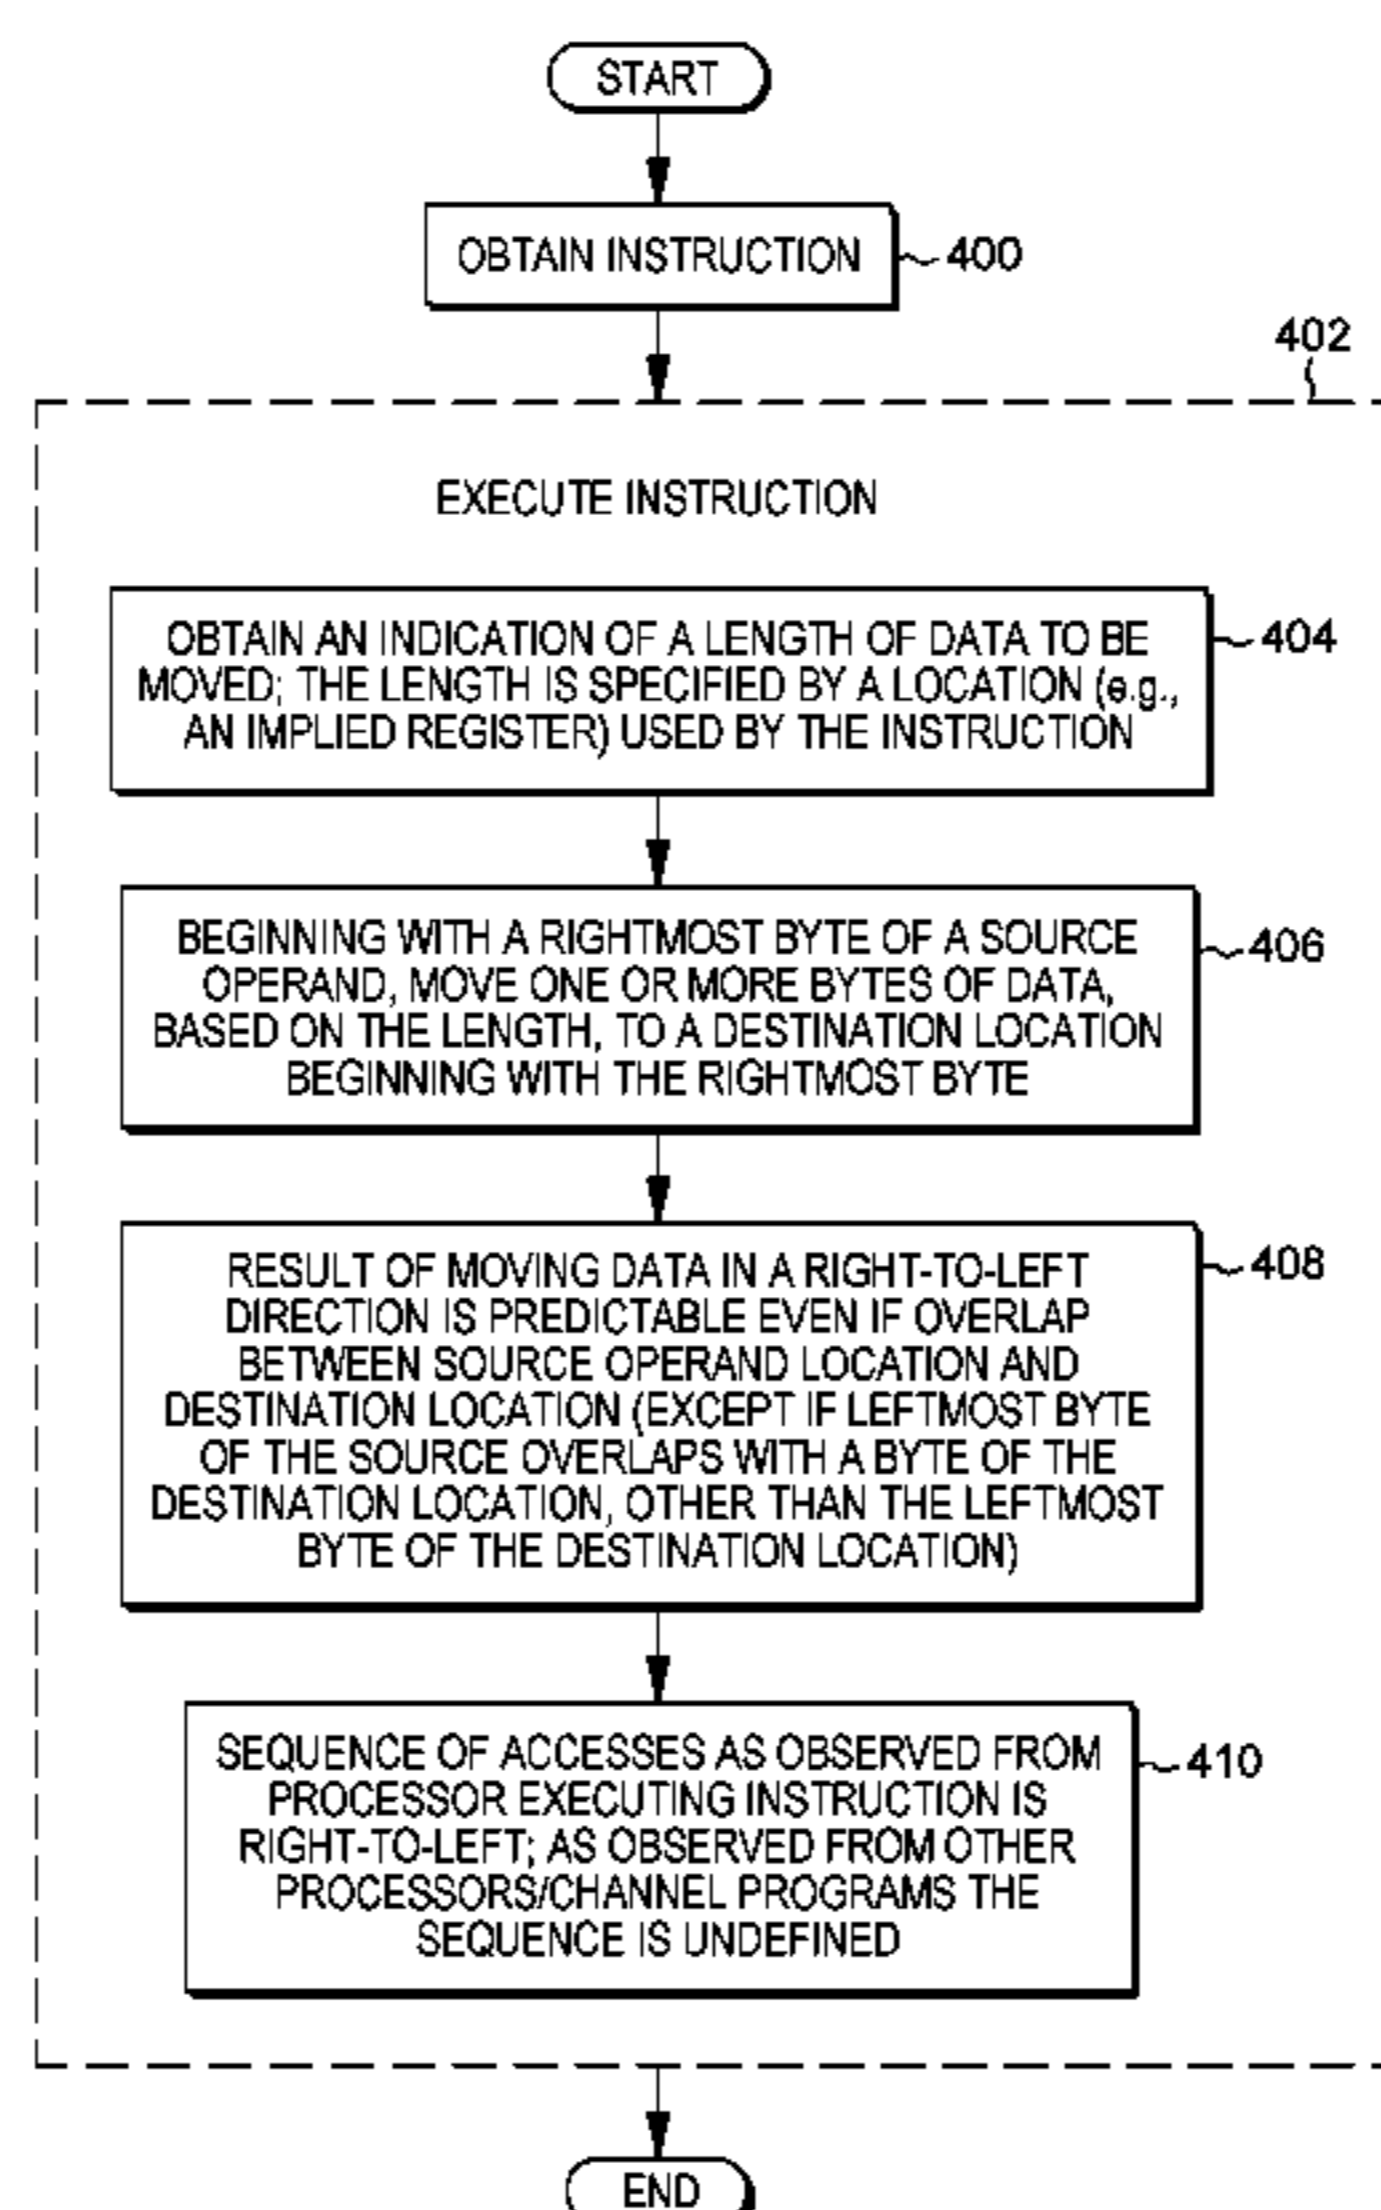 START
OBTAIN INSTRUCTION
400
402
EXECUTE INSTRUCTION
OBTAIN AN INDICATION OF A LENGTH OF DATA TO BE
MOVED; THE LENGTH IS SPECIFIED BY A LOCATION (e.g.,
AN IMPLIED REGISTER) USED BY THE INSTRUCTION
404
BEGINNING WITH A RIGHTMOST BYTE OF A SOURCE
OPERAND, MOVE ONE OR MORE BYTES OF DATA,
BASED ON THE LENGTH, TO A DESTINATION LOCATION
BEGINNING WITH THE RIGHTMOST BYTE
406
RESULT OF MOVING DATA IN A RIGHT-TO-LEFT
DIRECTION IS PREDICTABLE EVEN IF OVERLAP
BETWEEN SOURCE OPERAND LOCATION AND
DESTINATION LOCATION (EXCEPT IF LEFTMOST BYTE
OF THE SOURCE OVERLAPS WITH A BYTE OF THE
DESTINATION LOCATION, OTHER THAN THE LEFTMOST
BYTE OF THE DESTINATION LOCATION)
408
SEQUENCE OF ACCESSES AS OBSERVED FROM
PROCESSOR EXECUTING INSTRUCTION IS
RIGHT-TO-LEFT; AS OBSERVED FROM OTHER
PROCESSORS/CHANNEL PROGRAMS THE
SEQUENCE IS UNDEFINED
410
END